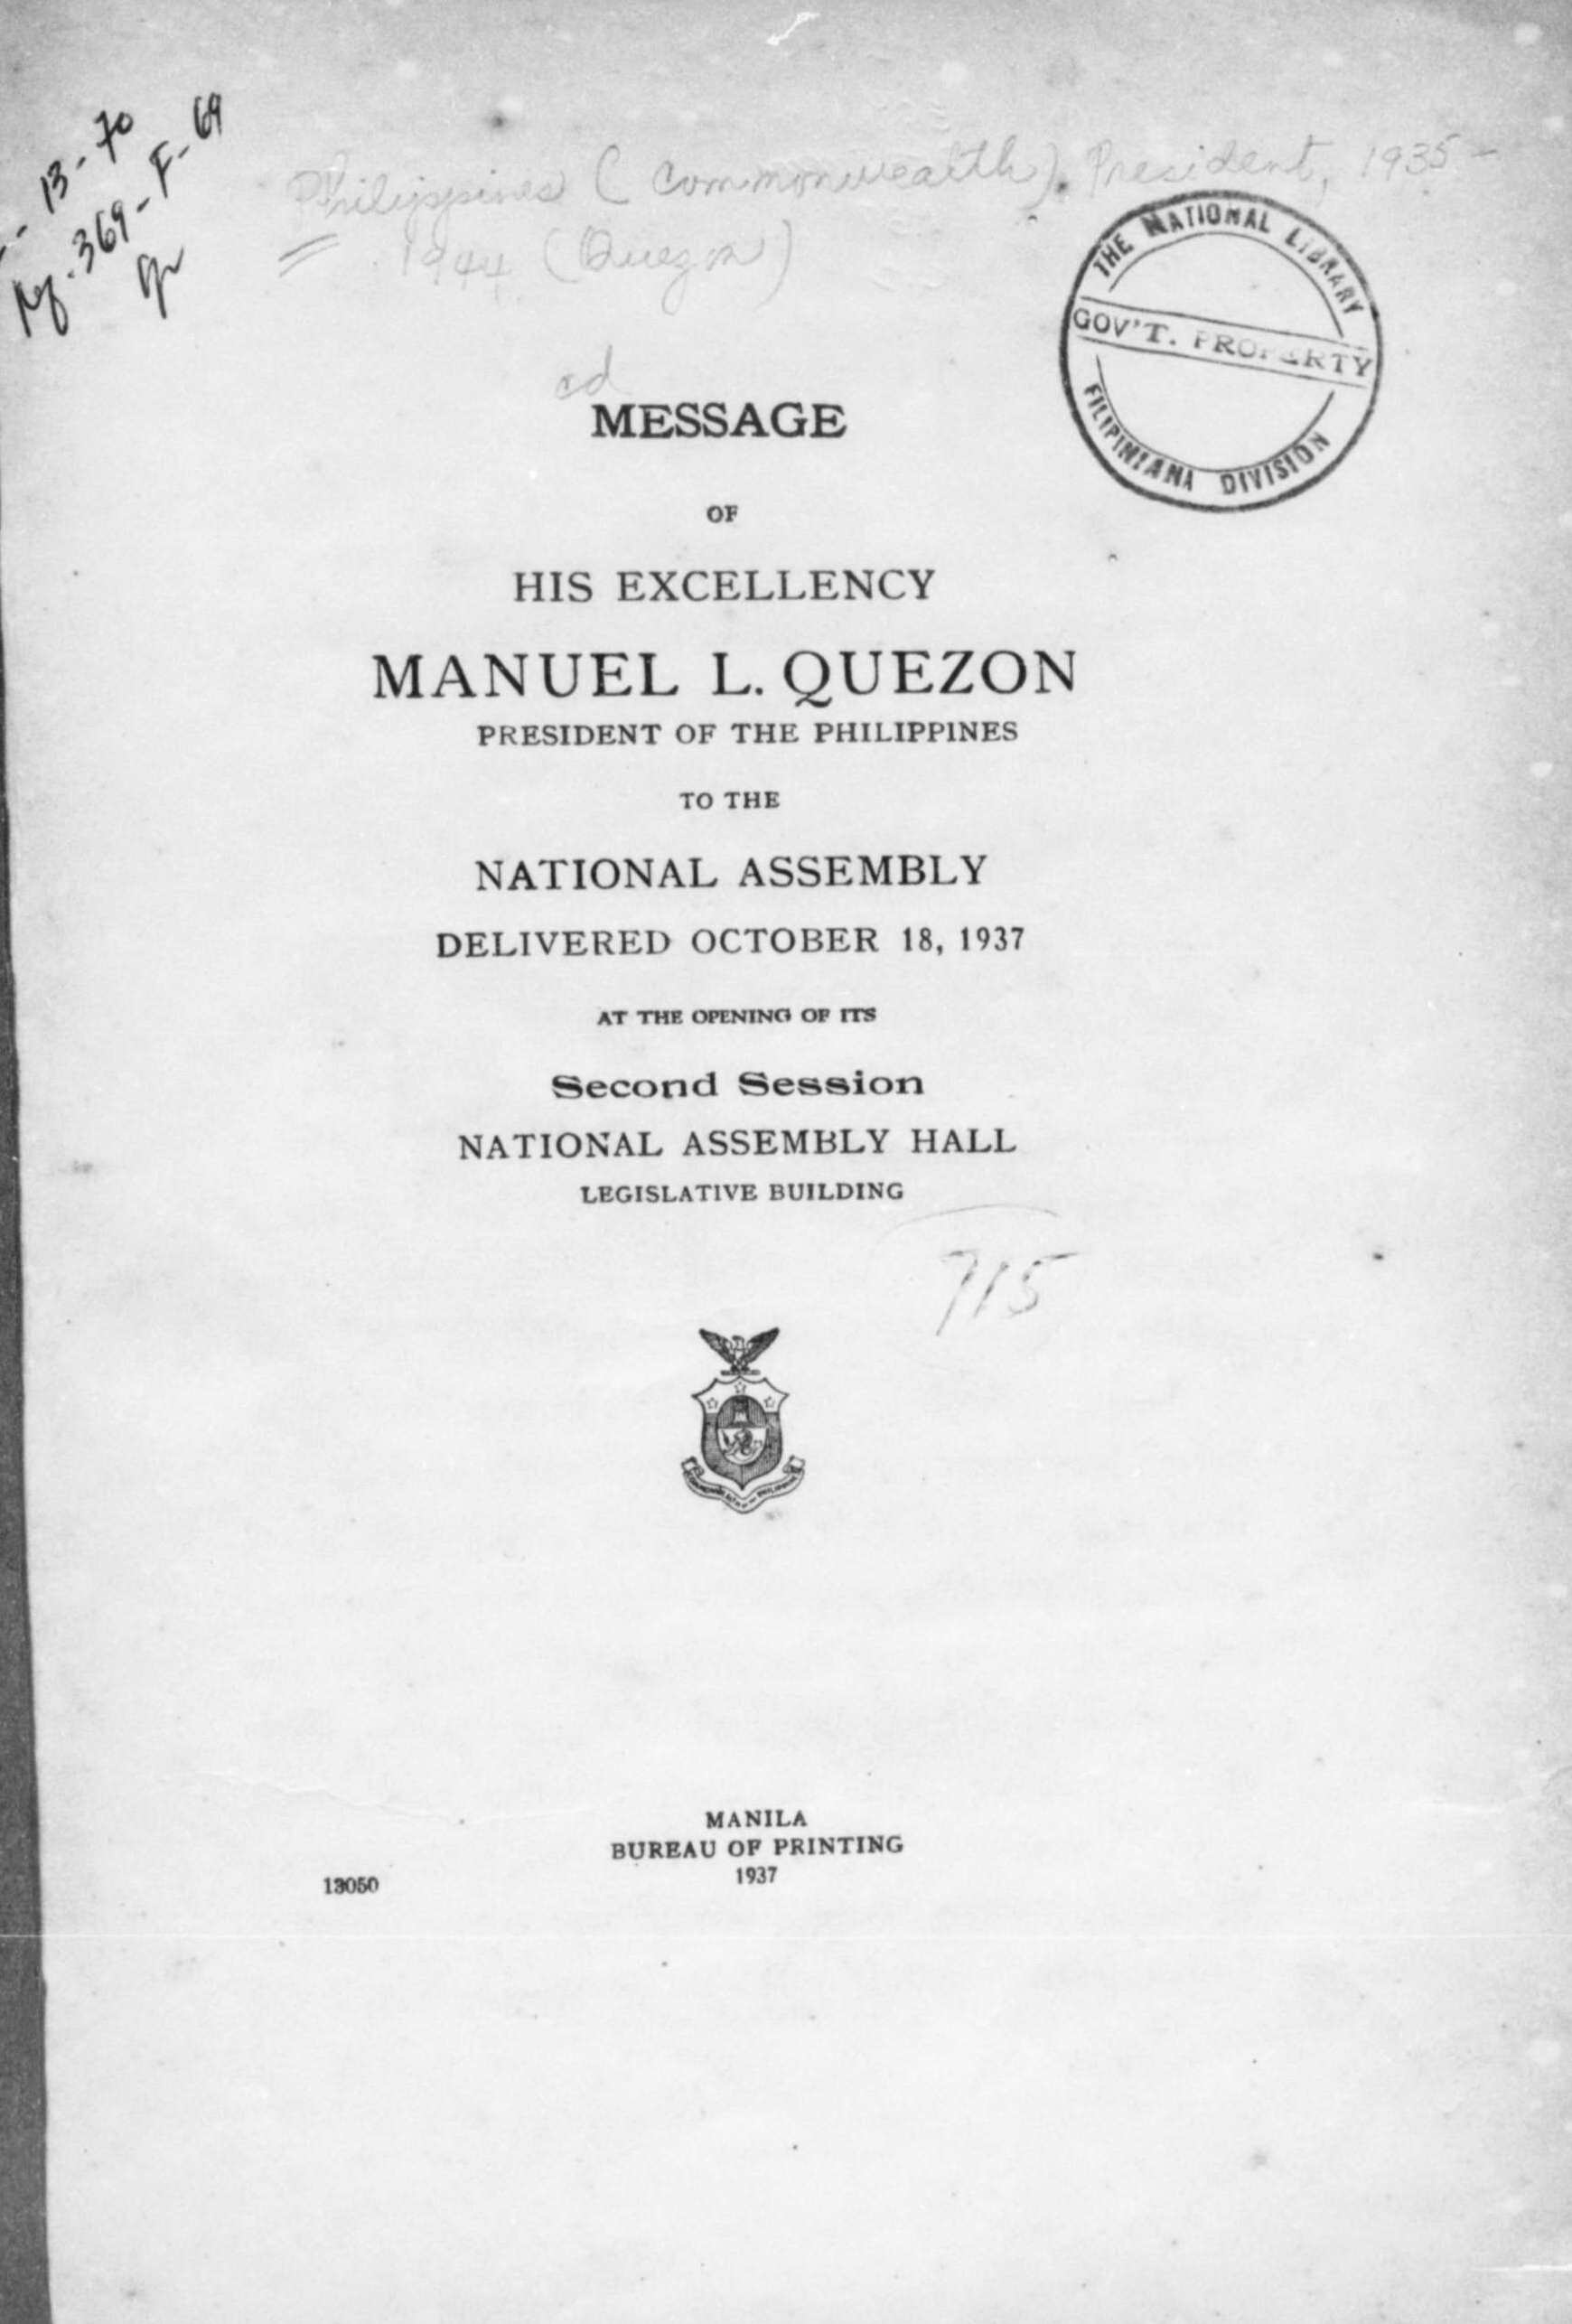 - 13 - 70
369 - F - 69
Philippines (Commonwealth). President, 1935 -
1944 (Quezon)
THE NATIONAL LIBRARY
GOV'T. PROPERTY
FILIPINIANA DIVISION
cd
MESSAGE
OF
HIS EXCELLENCY
MANUEL L. QUEZON
PRESIDENT OF THE PHILIPPINES
TO THE
NATIONAL ASSEMBLY
DELIVERED OCTOBER 18, 1937
AT THE OPENING OF ITS
Second Session
NATIONAL ASSEMBLY HALL
LEGISLATIVE BUILDING
715
MANILA
BUREAU OF PRINTING
1937
13050